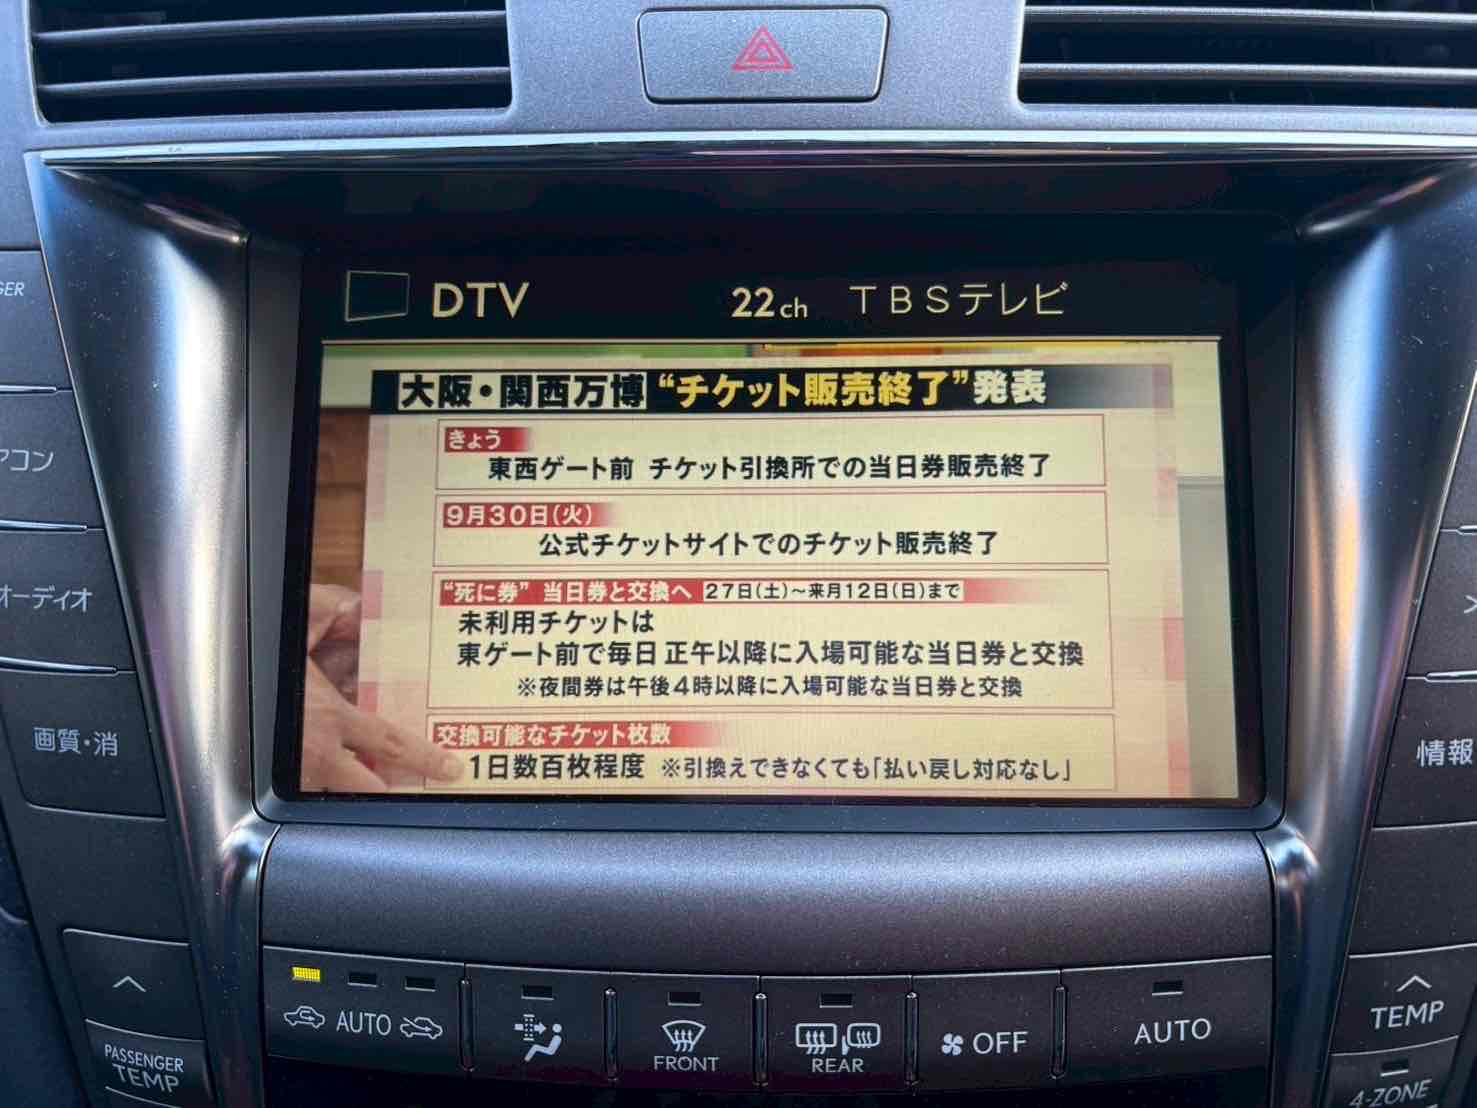 GER
アコン
オーディオ
画質・消
DTV 22ch TBSテレビ
大阪・関西万博 “チケット販売終了”発表
きょう
東西ゲート前 チケット引換所での当日券販売終了
9月30日(火)
公式チケットサイトでのチケット販売終了
“死に券” 当日券と交換へ 27日(土)～来月12日(日)まで
未利用チケットは
東ゲート前で毎日 正午以降に入場可能な当日券と交換
※夜間券は午後4時以降に入場可能な当日券と交換
交換可能なチケット枚数
1日数百枚程度 ※引換えできなくても「払い戻し対応なし」
情報
AUTO
FRONT
REAR
OFF
AUTO
PASSENGER
TEMP
TEMP
4-ZONE